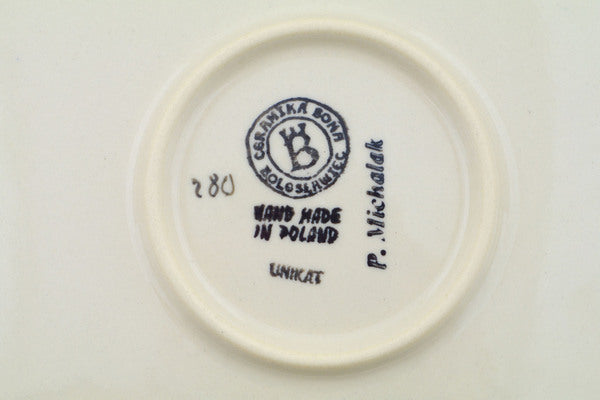 CERAMIKA BONA
BOLESŁAWIEC
B
280
HAND MADE
IN POLAND
UNIKAT
P. Michalak